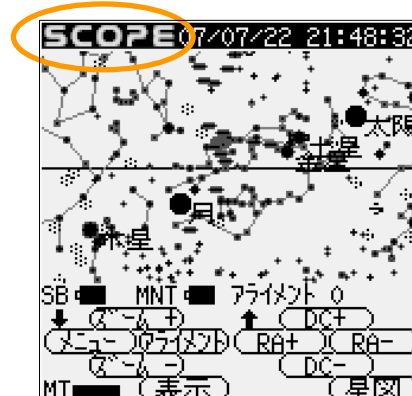 SCOPE 07/07/22 21:48:32
太陽
土星
金星
月
木星
SB MNT アライメント 0
ズーム + DC+
メニュー アライメント RA+ RA-
ズーム - DC-
MT 表示 星図